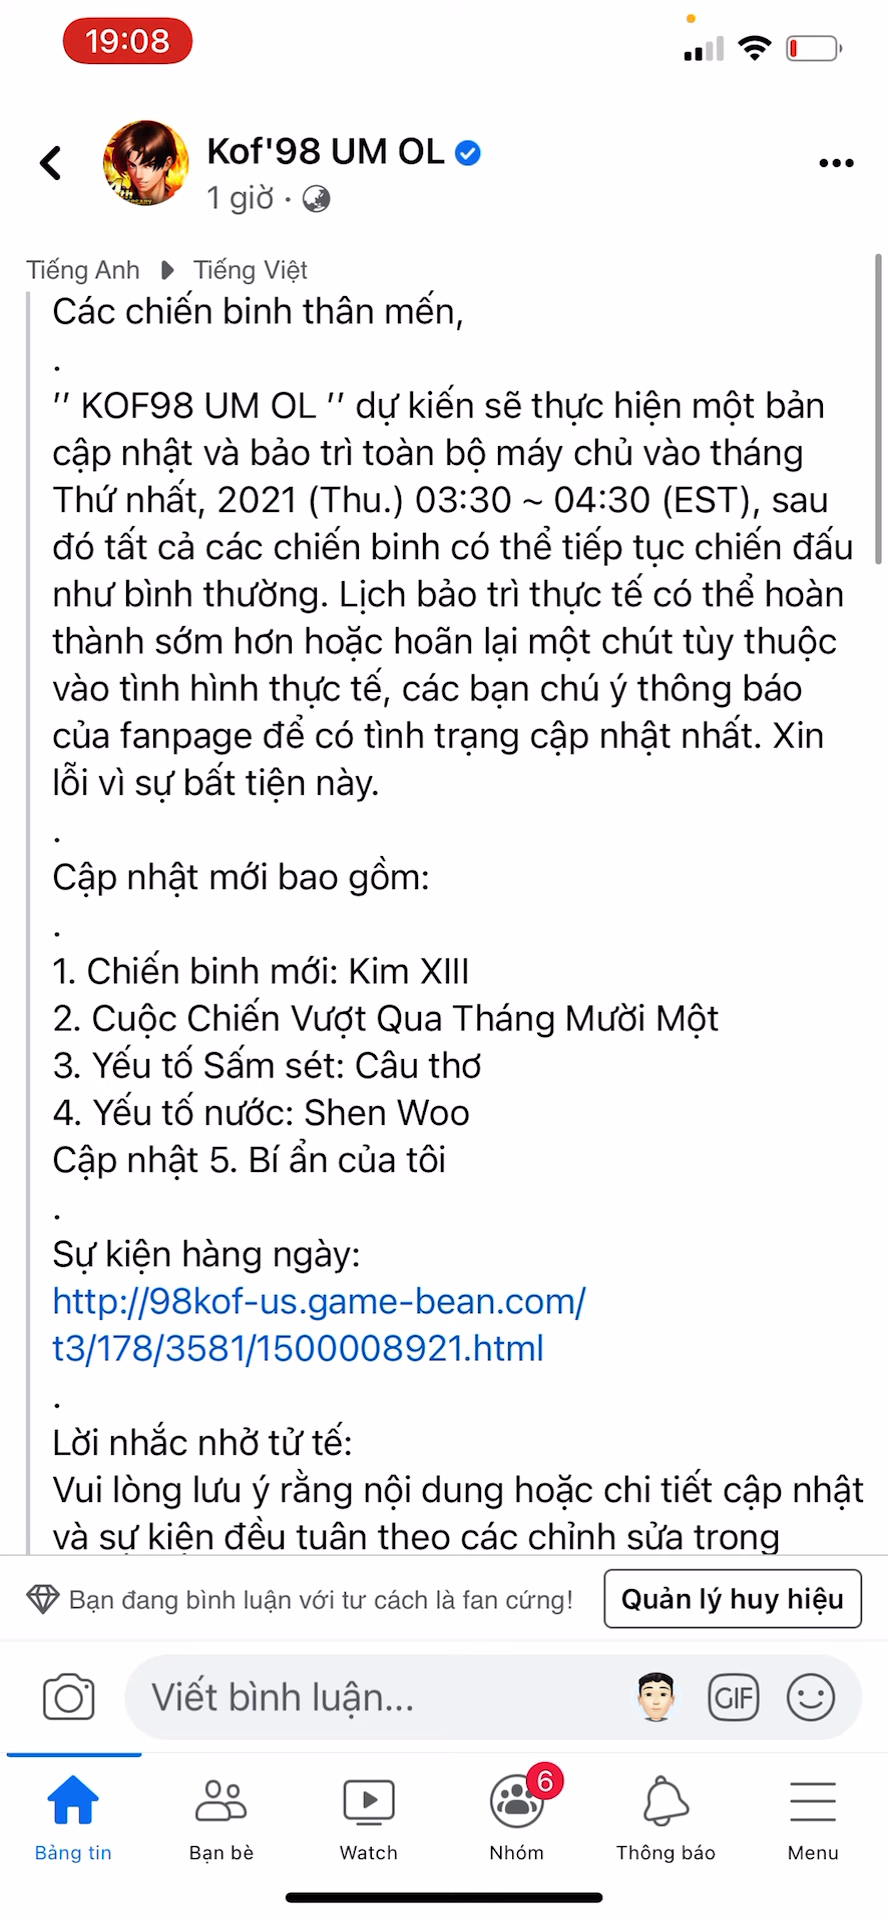 19:08
Kof'98 UM OL
1 giờ ·
Tiếng Anh ▶ Tiếng Việt
Các chiến binh thân mến,
.
'' KOF98 UM OL '' dự kiến sẽ thực hiện một bản
cập nhật và bảo trì toàn bộ máy chủ vào tháng
Thứ nhất, 2021 (Thu.) 03:30 ~ 04:30 (EST), sau
đó tất cả các chiến binh có thể tiếp tục chiến đấu
như bình thường. Lịch bảo trì thực tế có thể hoàn
thành sớm hơn hoặc hoãn lại một chút tùy thuộc
vào tình hình thực tế, các bạn chú ý thông báo
của fanpage để có tình trạng cập nhật nhất. Xin
lỗi vì sự bất tiện này.
.
Cập nhật mới bao gồm:
.
1. Chiến binh mới: Kim XIII
2. Cuộc Chiến Vượt Qua Tháng Mười Một
3. Yếu tố Sấm sét: Câu thơ
4. Yếu tố nước: Shen Woo
Cập nhật 5. Bí ẩn của tôi
.
Sự kiện hàng ngày:
http://98kof-us.game-bean.com/
t3/178/3581/1500008921.html
.
Lời nhắc nhở tử tế:
Vui lòng lưu ý rằng nội dung hoặc chi tiết cập nhật
và sự kiện đều tuân theo các chỉnh sửa trong
Bạn đang bình luận với tư cách là fan cứng!
Quản lý huy hiệu
Viết bình luận...
GIF
6
Bảng tin
Bạn bè
Watch
Nhóm
Thông báo
Menu